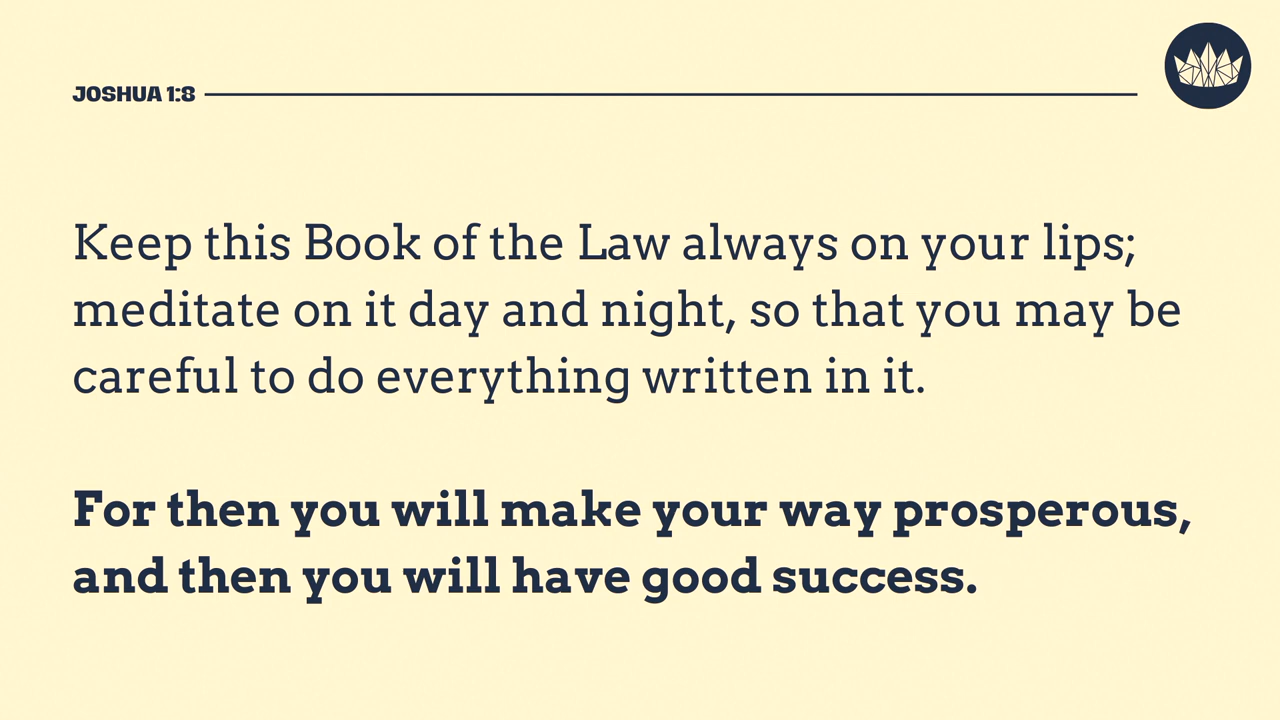 JOSHUA 1:8
Keep this Book of the Law always on your lips;
meditate on it day and night, so that you may be
careful to do everything written in it.
For then you will make your way prosperous,
and then you will have good success.